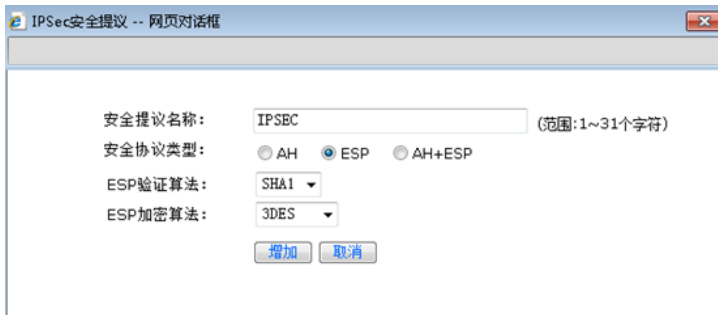 IPSec安全提议 -- 网页对话框
安全提议名称： IPSEC (范围:1~31个字符)
安全协议类型： AH ESP AH+ESP
ESP验证算法： SHA1
ESP加密算法： 3DES
增加 取消